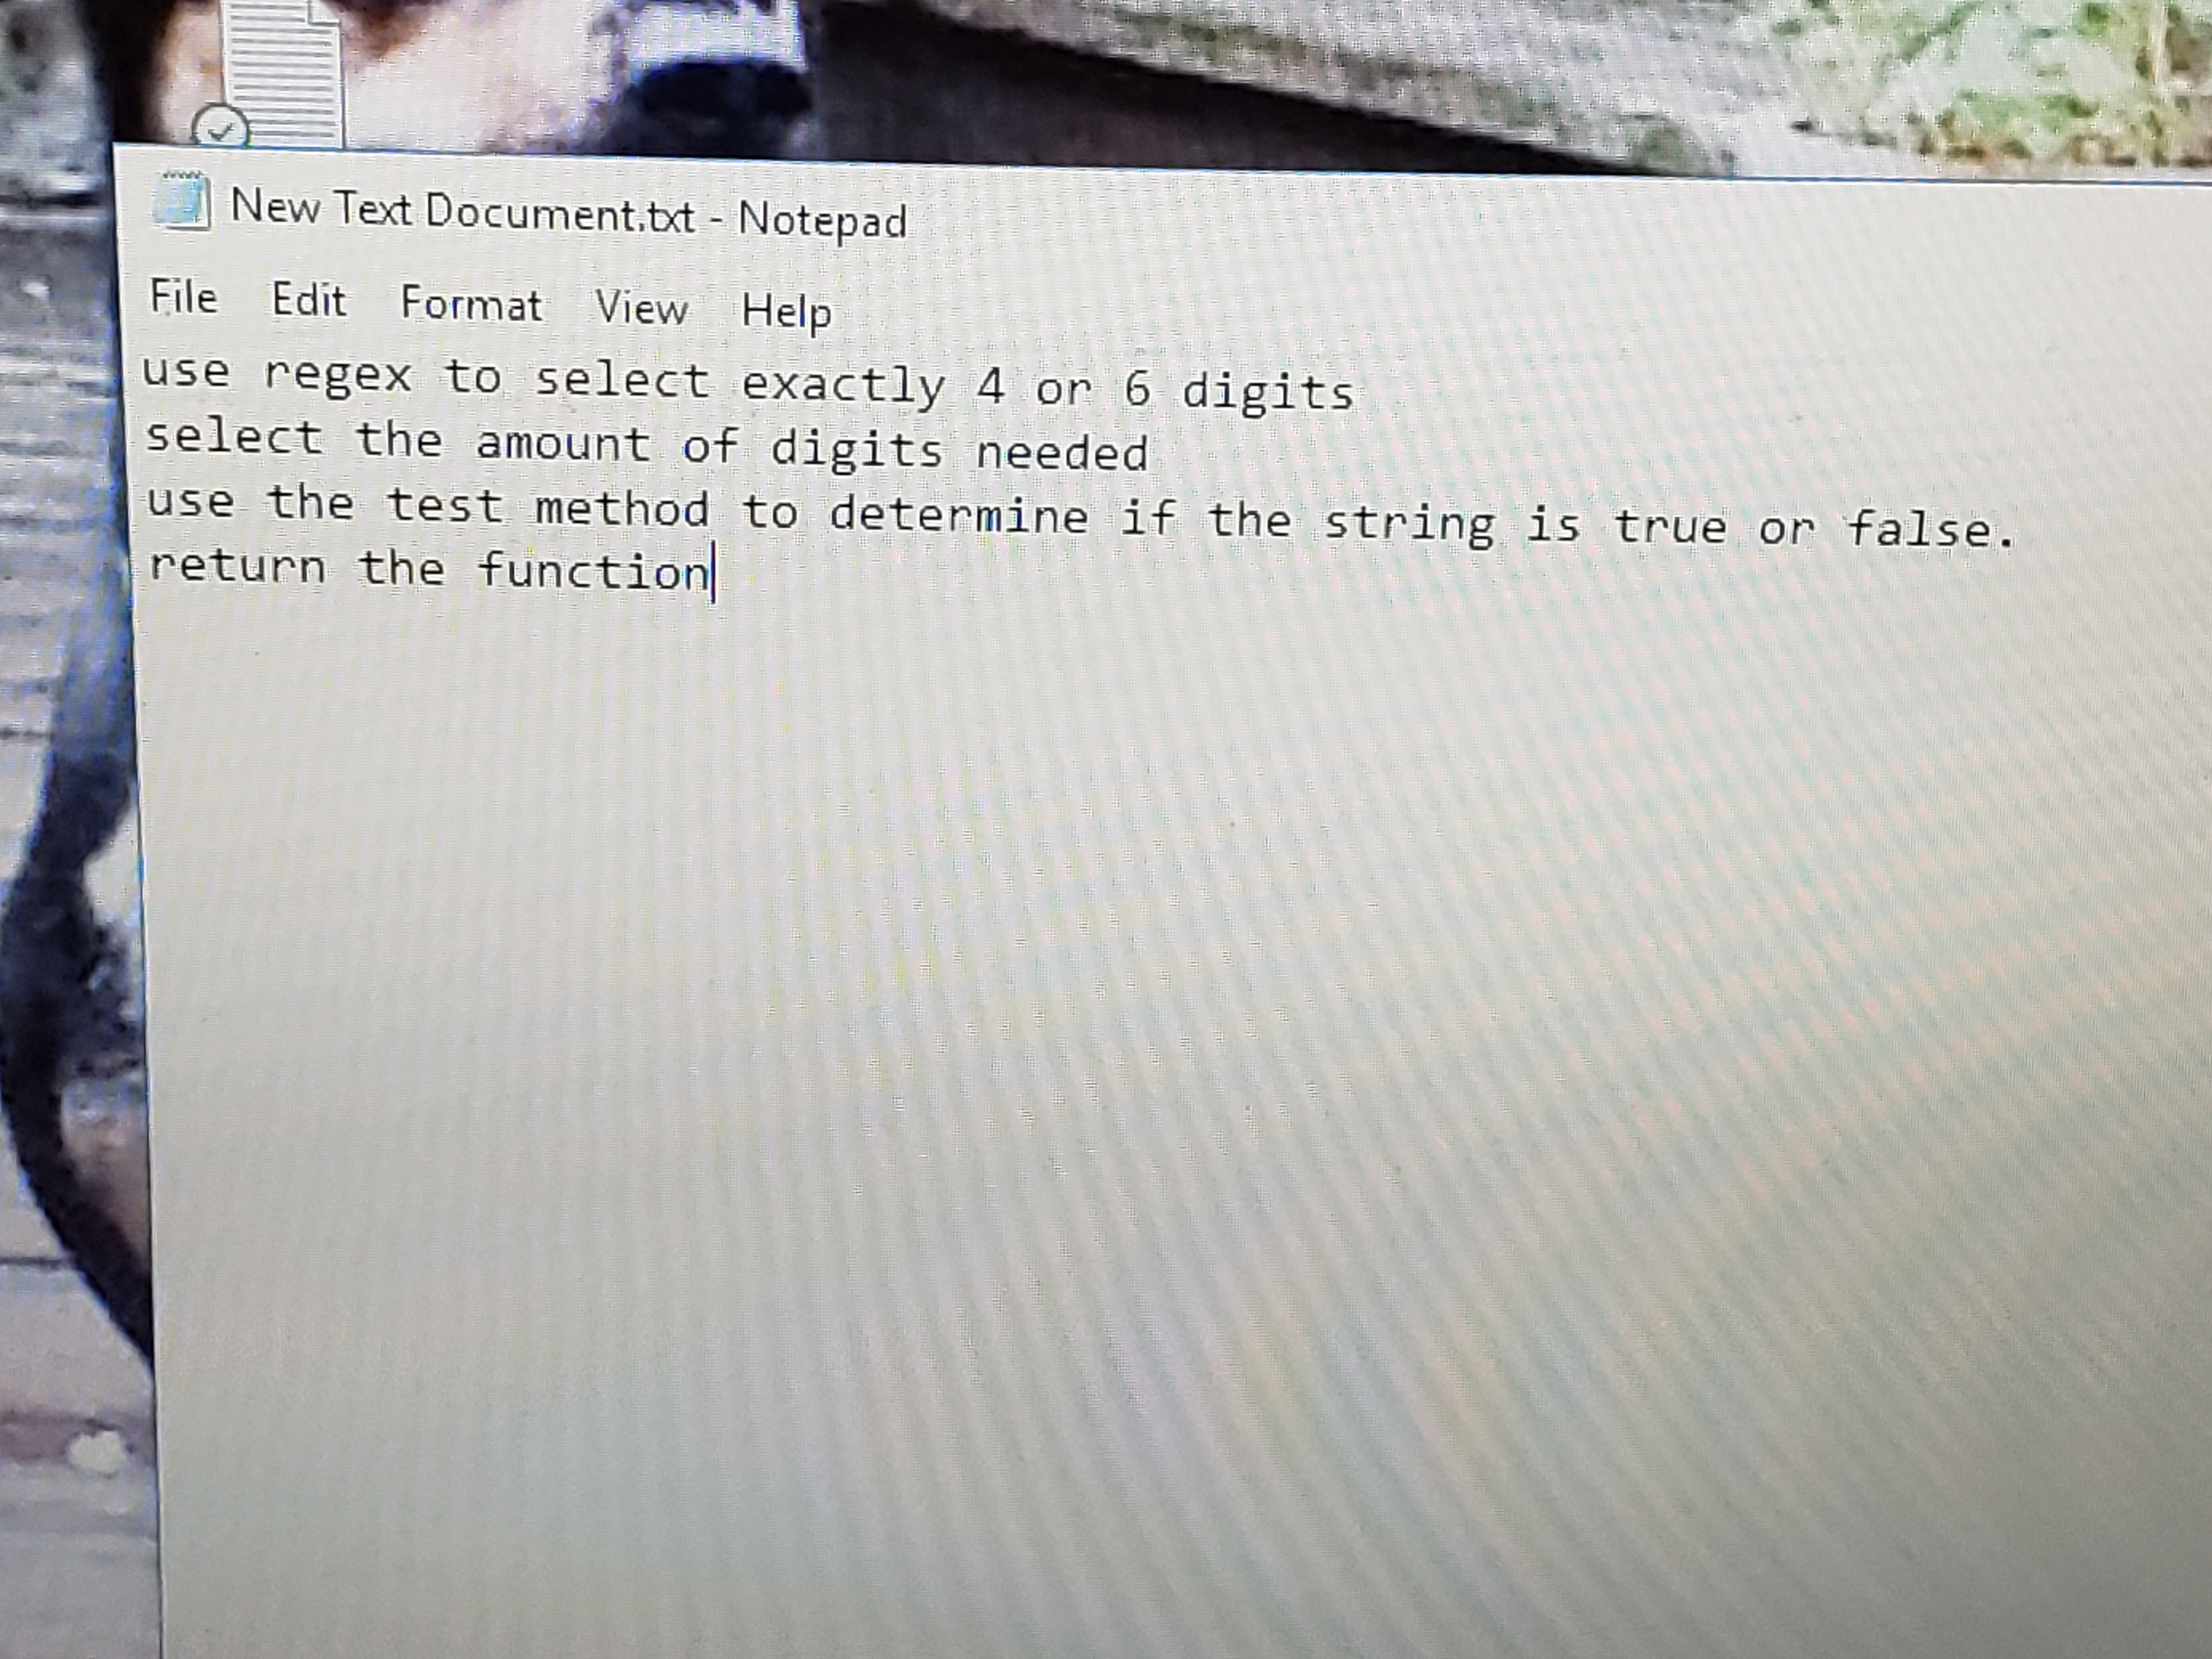 New Text Document.txt - Notepad
File Edit Format View Help
use regex to select exactly 4 or 6 digits
select the amount of digits needed
use the test method to determine if the string is true or false.
return the function